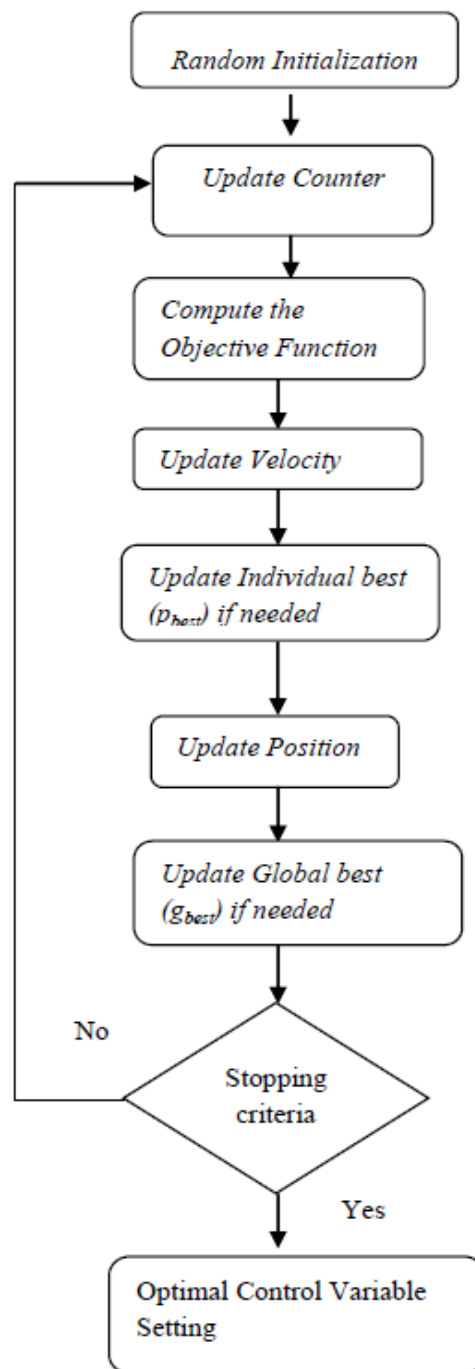 Random Initialization
Update Counter
Compute the
Objective Function
Update Velocity
Update Individual best
(pbest) if needed
Update Position
Update Global best
(gbest) if needed
No
Stopping
criteria
Yes
Optimal Control Variable
Setting